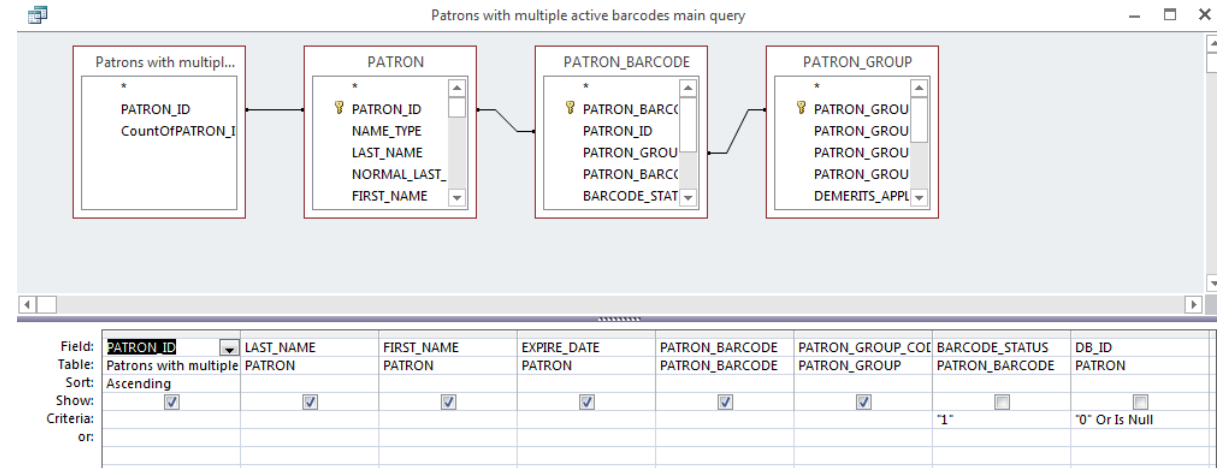 Patrons with multiple active barcodes main query
Patrons with multipl...
*
PATRON_ID
CountOfPATRON_I
PATRON
*
PATRON_ID
NAME_TYPE
LAST_NAME
NORMAL_LAST_
FIRST_NAME
PATRON_BARCODE
*
PATRON_BARC(
PATRON_ID
PATRON_GROU
PATRON_BARC(
BARCODE_STAT
PATRON_GROUP
*
PATRON_GROU
PATRON_GROU
PATRON_GROU
PATRON_GROU
DEMERITS_APPL
Field: PATRON_ID LAST_NAME FIRST_NAME EXPIRE_DATE PATRON_BARCODE PATRON_GROUP_COI BARCODE_STATUS DB_ID
Table: Patrons with multiple PATRON PATRON PATRON PATRON_BARCODE PATRON_GROUP PATRON_BARCODE PATRON
Sort: Ascending
Show:
Criteria: "1" "0" Or Is Null
or: